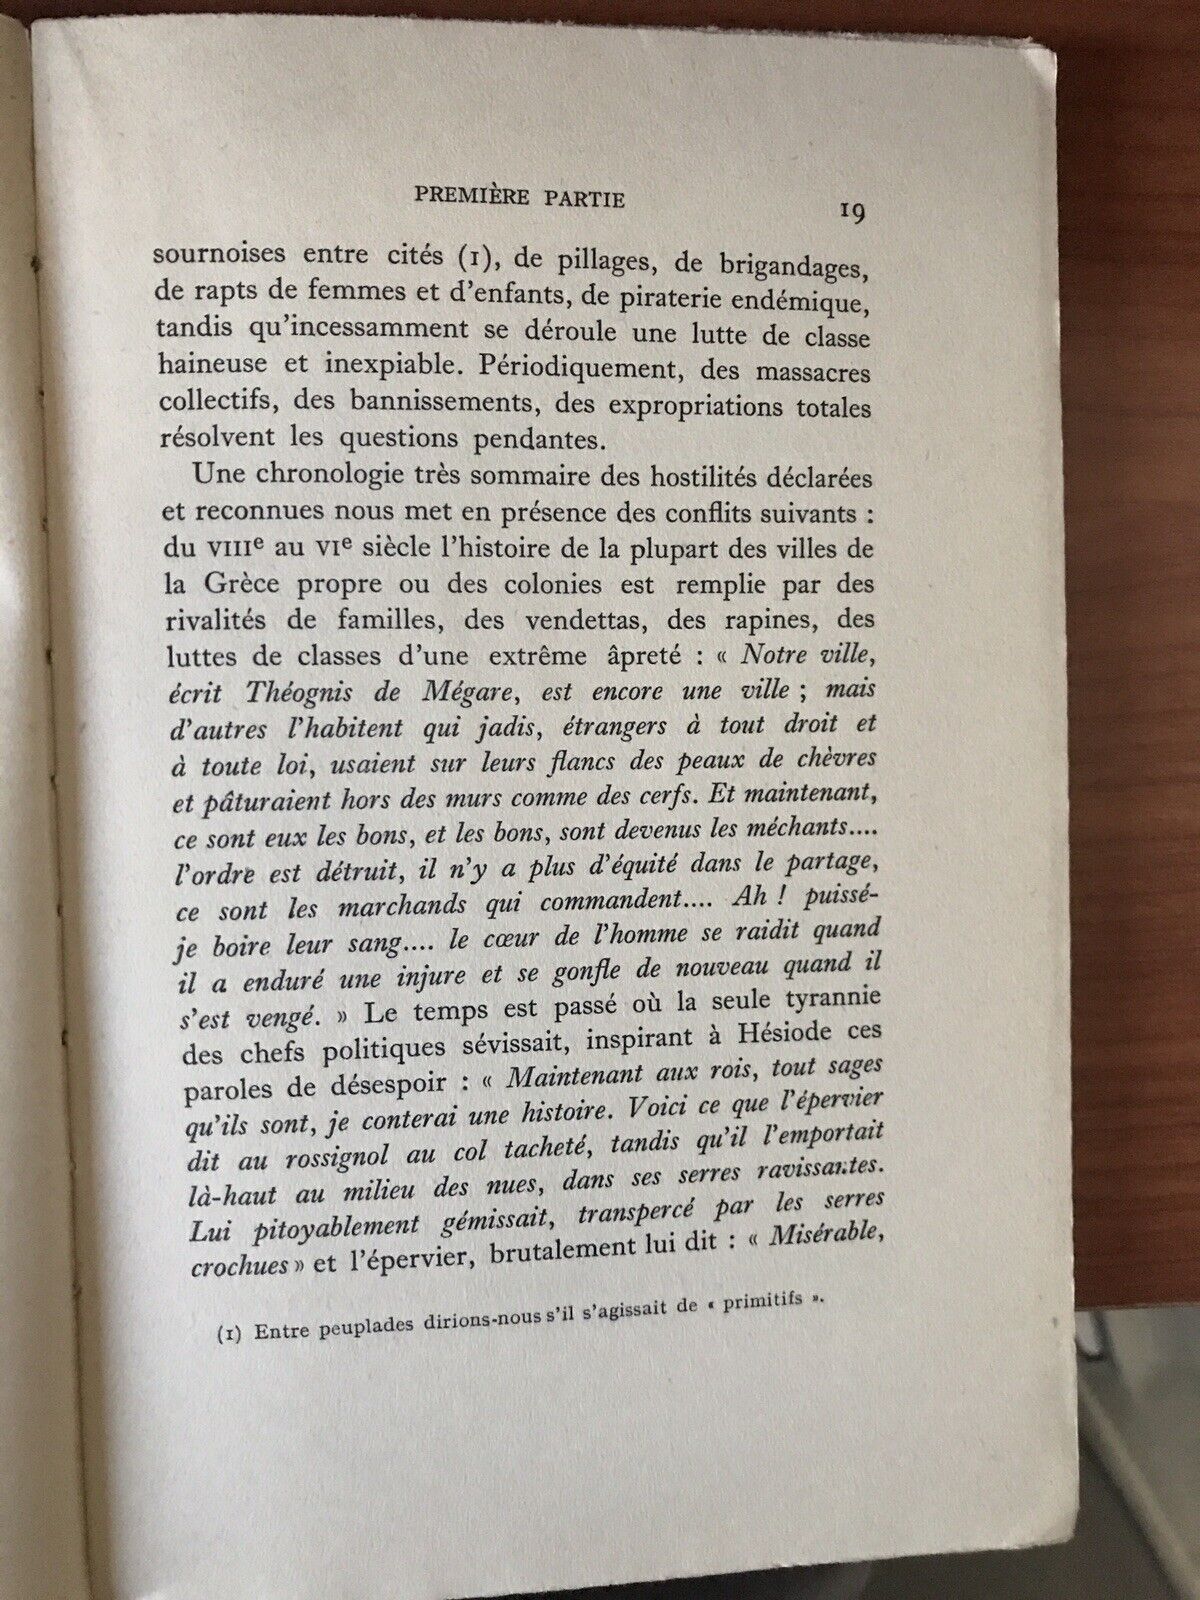 PREMIÈRE PARTIE
19
sournoises entre cités (1), de pillages, de brigandages,
de rapts de femmes et d'enfants, de piraterie endémique,
tandis qu'incessamment se déroule une lutte de classe
haineuse et inexpiable. Périodiquement, des massacres
collectifs, des bannissements, des expropriations totales
résolvent les questions pendantes.
Une chronologie très sommaire des hostilités déclarées
et reconnues nous met en présence des conflits suivants :
du VIIIe au VIe siècle l'histoire de la plupart des villes de
la Grèce propre ou des colonies est remplie par des
rivalités de familles, des vendettas, des rapines, des
luttes de classes d'une extrême âpreté : « Notre ville,
écrit Théognis de Mégare, est encore une ville ; mais
d'autres l'habitent qui jadis, étrangers à tout droit et
à toute loi, usaient sur leurs flancs des peaux de chèvres
et pâturaient hors des murs comme des cerfs. Et maintenant,
ce sont eux les bons, et les bons, sont devenus les méchants....
l'ordre est détruit, il n'y a plus d'équité dans le partage,
ce sont les marchands qui commandent.... Ah ! puissé-
je boire leur sang.... le cœur de l'homme se raidit quand
il a enduré une injure et se gonfle de nouveau quand il
s'est vengé. » Le temps est passé où la seule tyrannie
des chefs politiques sévissait, inspirant à Hésiode ces
paroles de désespoir : « Maintenant aux rois, tout sages
qu'ils sont, je conterai une histoire. Voici ce que l'épervier
dit au rossignol au col tacheté, tandis qu'il l'emportait
là-haut au milieu des nues, dans ses serres ravissantes.
Lui pitoyablement gémissait, transpercé par les serres
crochues » et l'épervier, brutalement lui dit : « Misérable,
(1) Entre peuplades dirions-nous s'il s'agissait de « primitifs ».